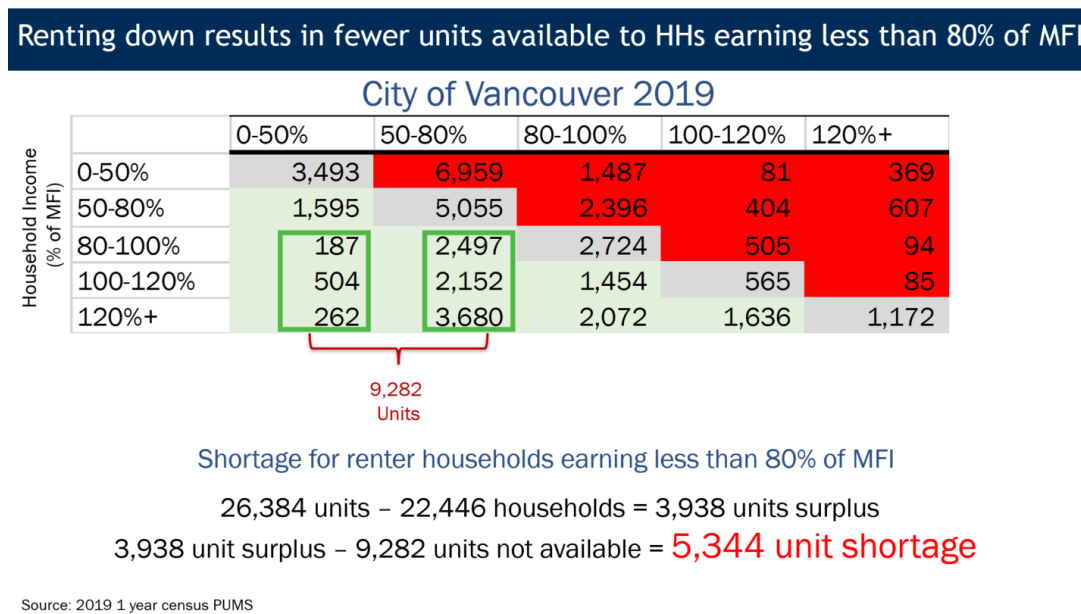 Renting down results in fewer units available to HHs earning less than 80% of MFI
City of Vancouver 2019
0-50% 50-80% 80-100% 100-120% 120%+
Household Income
(% of MFI)
0-50% 3,493 6,959 1,487 81 369
50-80% 1,595 5,055 2,396 404 607
80-100% 187 2,497 2,724 505 94
100-120% 504 2,152 1,454 565 85
120%+ 262 3,680 2,072 1,636 1,172
9,282
Units
Shortage for renter households earning less than 80% of MFI
26,384 units – 22,446 households = 3,938 units surplus
3,938 unit surplus – 9,282 units not available = 5,344 unit shortage
Source: 2019 1 year census PUMS